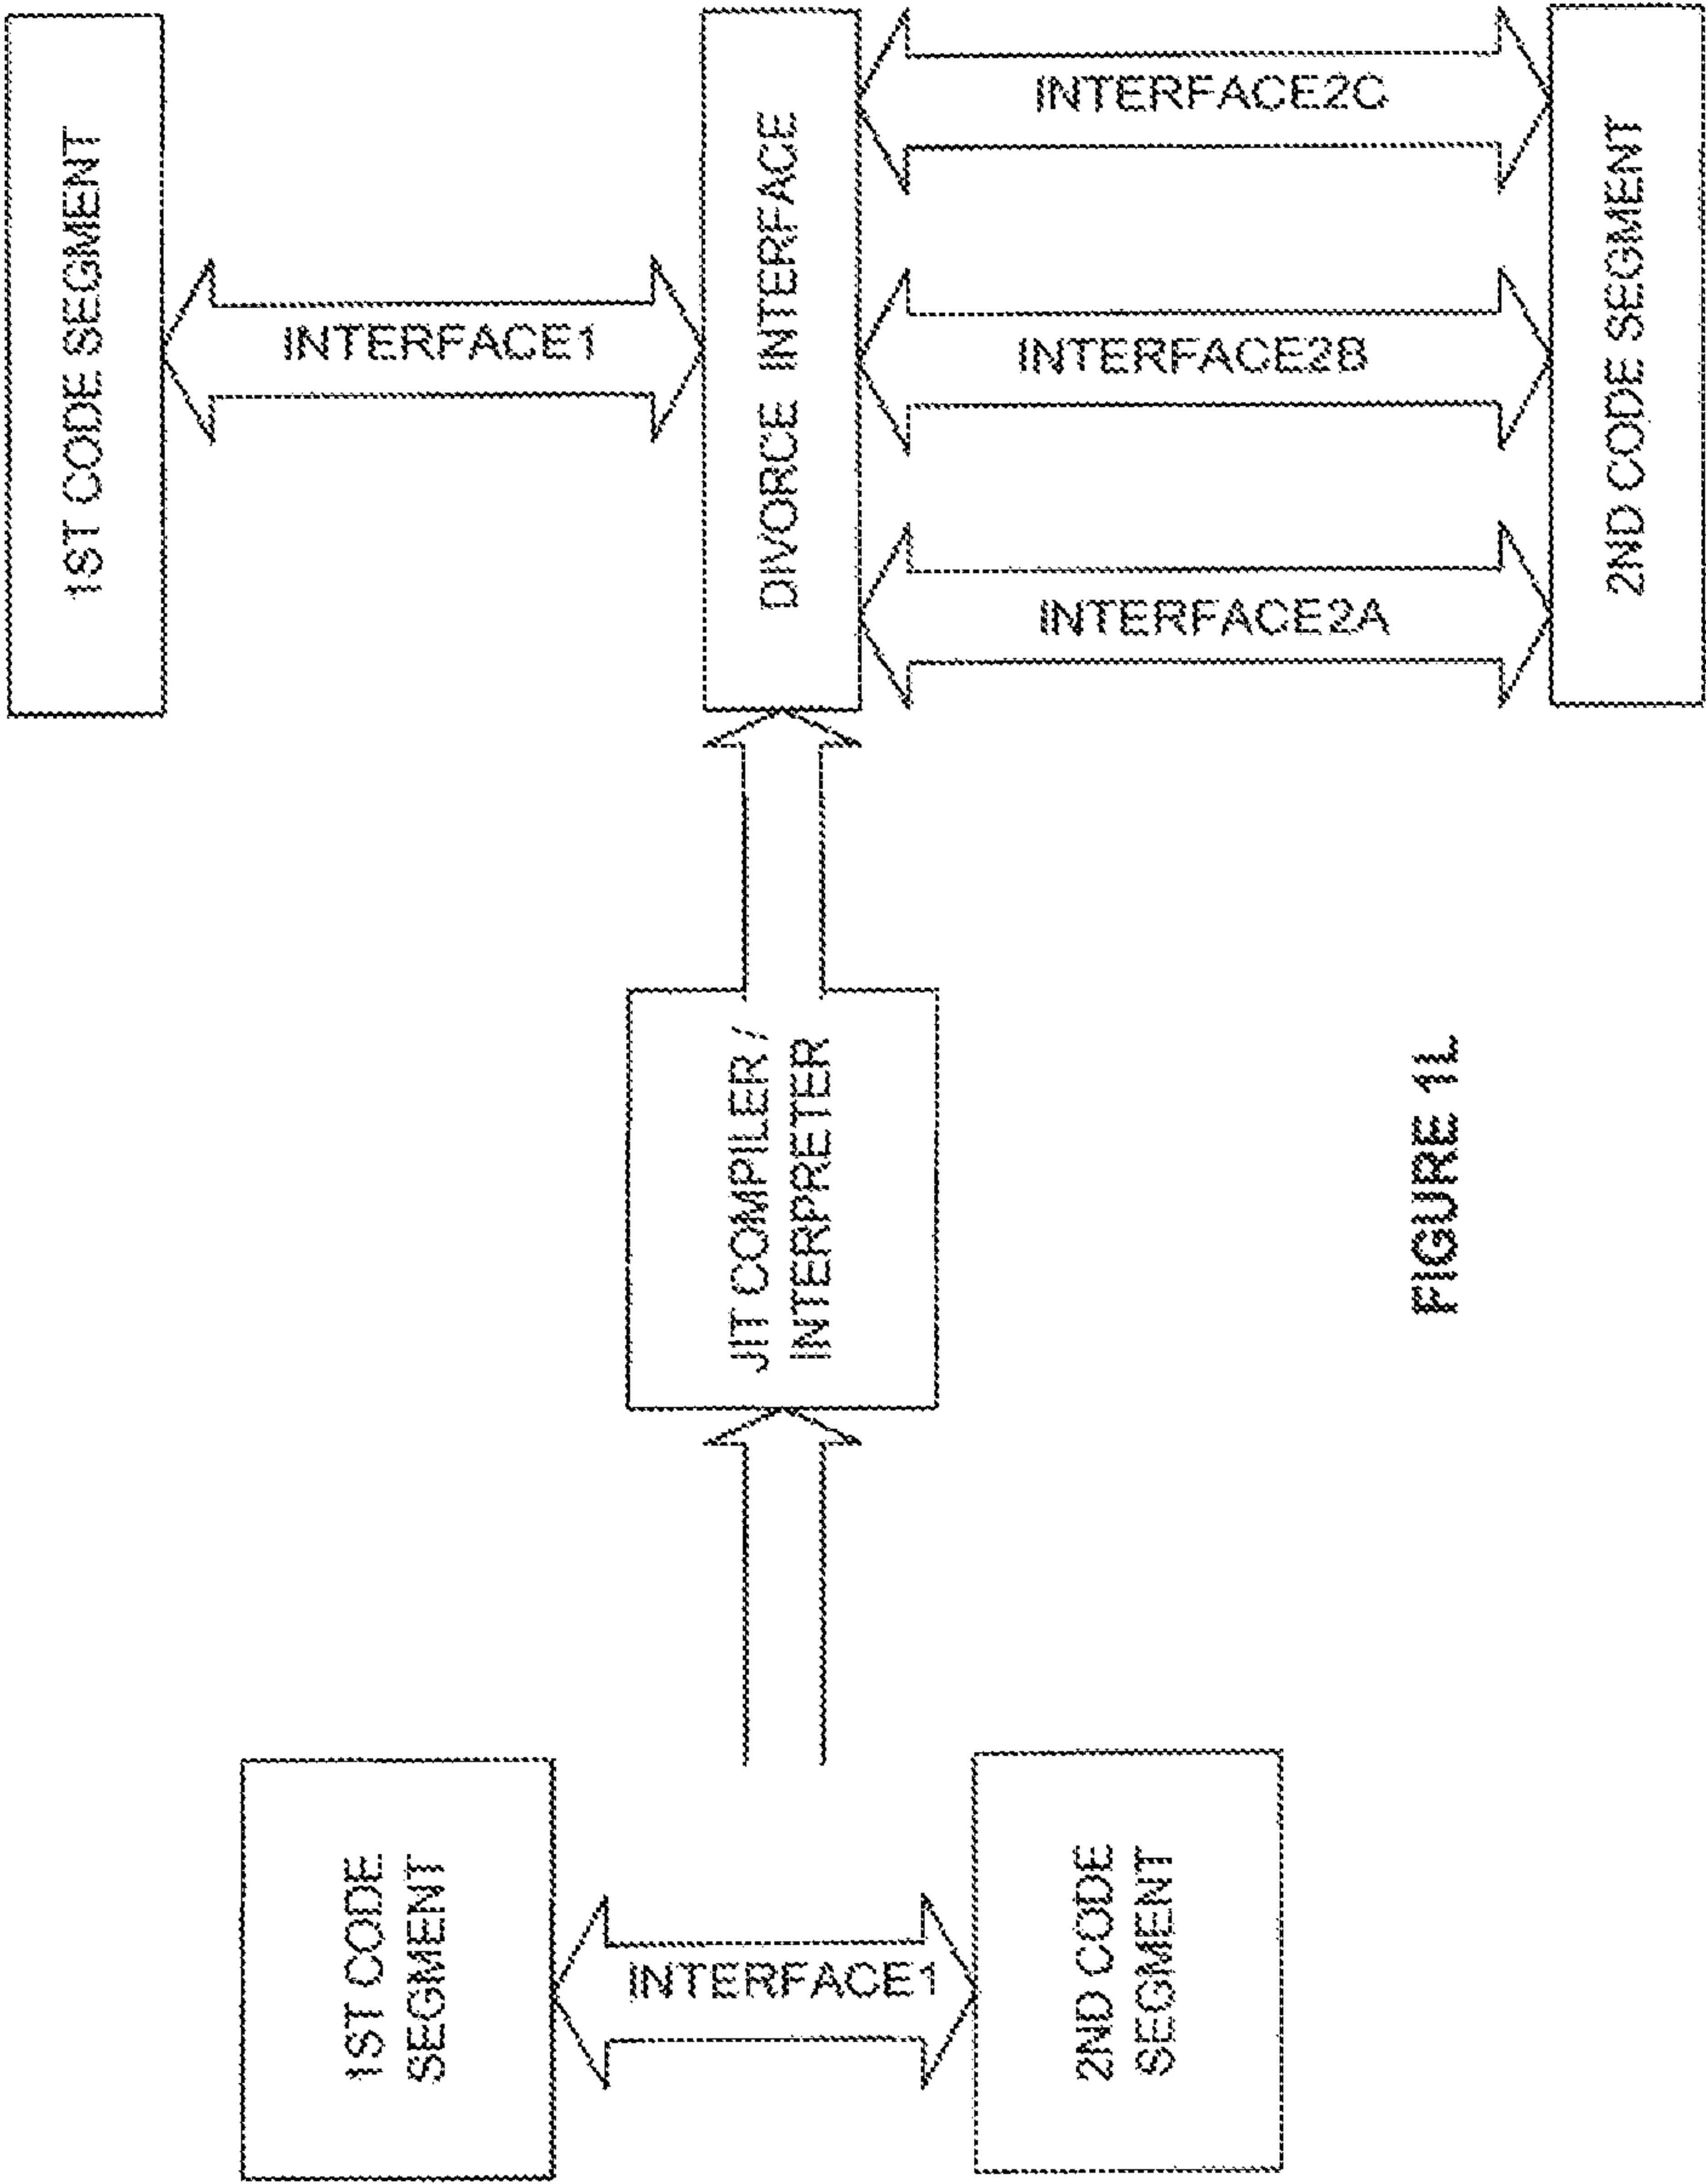 1ST CODE
SEGMENT
INTERFACE1
2ND CODE
SEGMENT
JIT COMPILER /
INTERPRETER
1ST CODE SEGMENT
INTERFACE1
DIVORCE INTERFACE
INTERFACE2A
INTERFACE2B
INTERFACE2C
2ND CODE SEGMENT
FIGURE 1L